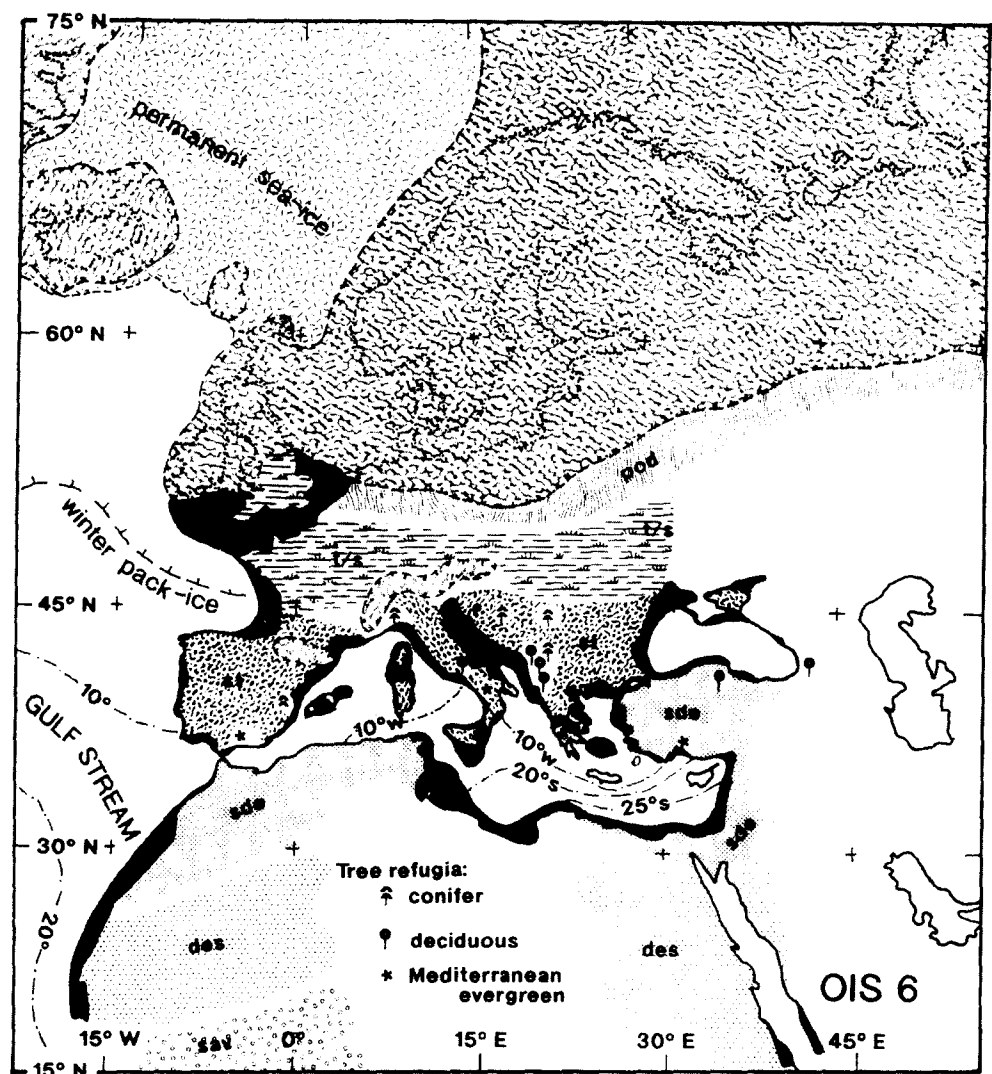 75° N
permanent sea-ice
60° N
pod
t/s
t/s
winter pack-ice
45° N
st
st
10°
GULF STREAM
10°w
10°w
20°s
25°s
sde
sde
sde
30° N
20°
Tree refugia:
conifer
deciduous
Mediterranean
evergreen
des
des
OIS 6
sav
15° W
0°
15° E
30° E
45° E
15° N